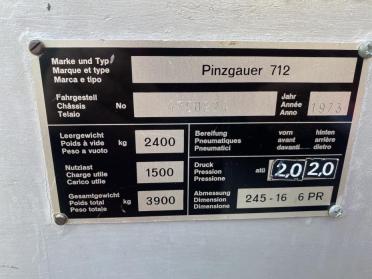 Marke und Typ
Marque et type
Marca e tipo
Pinzgauer 712
Fahrgestell
Châssis No
Telaio
Jahr
Année
Anno
1973
Leergewicht
Poids à vide kg
Peso a vuoto
2400
Nutzlast
Charge utile
Carico utile
1500
Gesamtgewicht
Poids total kg
Peso totale
3900
Bereifung vorn hinten
Pneumatiques avant arrière
Pneumatici davanti dietro
Druck
Pression atü
Pressione
2,0 2,0
Abmessung
Dimension
Dimensione
245-16 6 PR